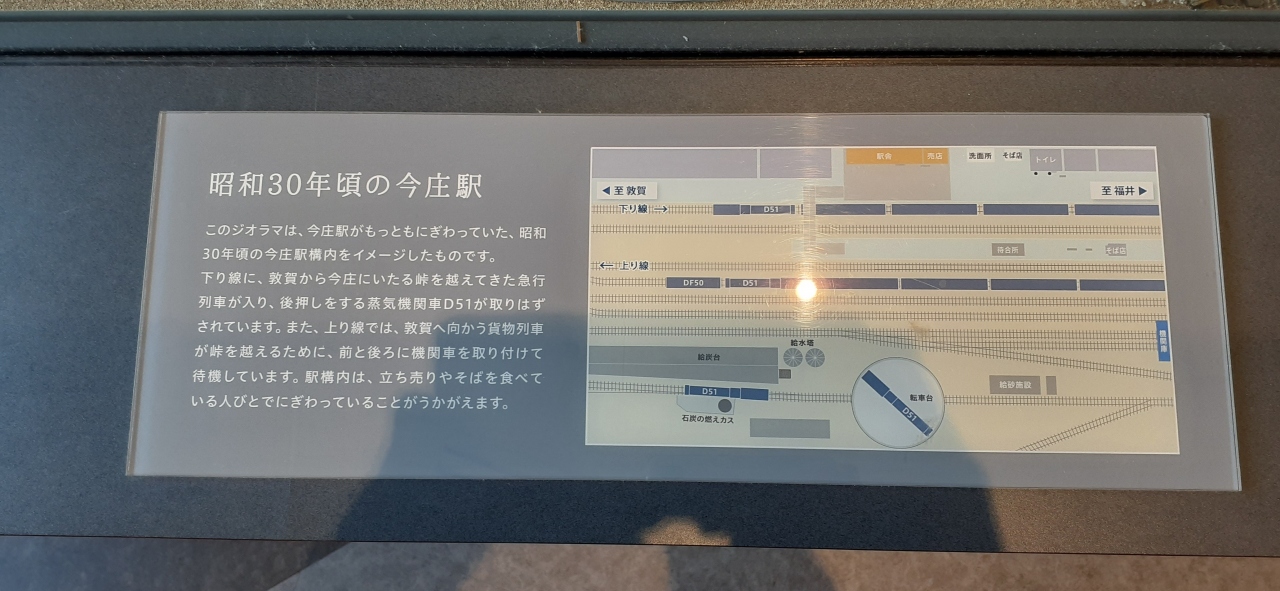 昭和30年頃の今庄駅
このジオラマは、今庄駅がもっともにぎわっていた、昭和
30年頃の今庄駅構内をイメージしたものです。
下り線に、敦賀から今庄にいたる峠を越えてきた急行
列車が入り、後押しをする蒸気機関車D51が取りはず
されています。また、上り線では、敦賀へ向かう貨物列車
が峠を越えるために、前と後ろに機関車を取り付けて
待機しています。駅構内は、立ち売りやそばを食べて
いる人びとでにぎわっていることがうかがえます。
駅舎 売店 洗面所 そば店 トイレ
◀ 至 敦賀
至 福井 ▶
下り線 →
D51
待合所 そば店
← 上り線
DF50 D51
機関庫
給水塔
給炭台
給砂施設
D51
転車台
D51
石炭の燃えカス